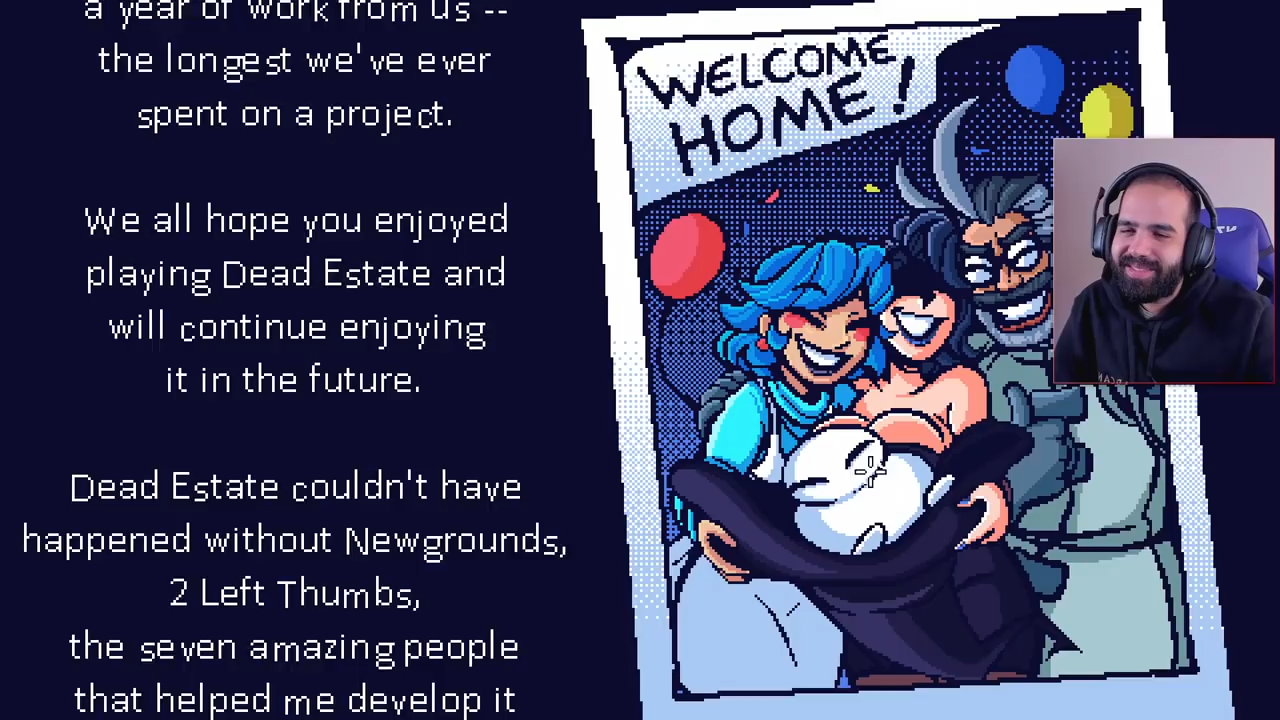 a year of work from us --
the longest we've ever
spent on a project.
We all hope you enjoyed
playing Dead Estate and
will continue enjoying
it in the future.
Dead Estate couldn't have
happened without Newgrounds,
2 Left Thumbs,
the seven amazing people
that helped me develop it
WELCOME
HOME!